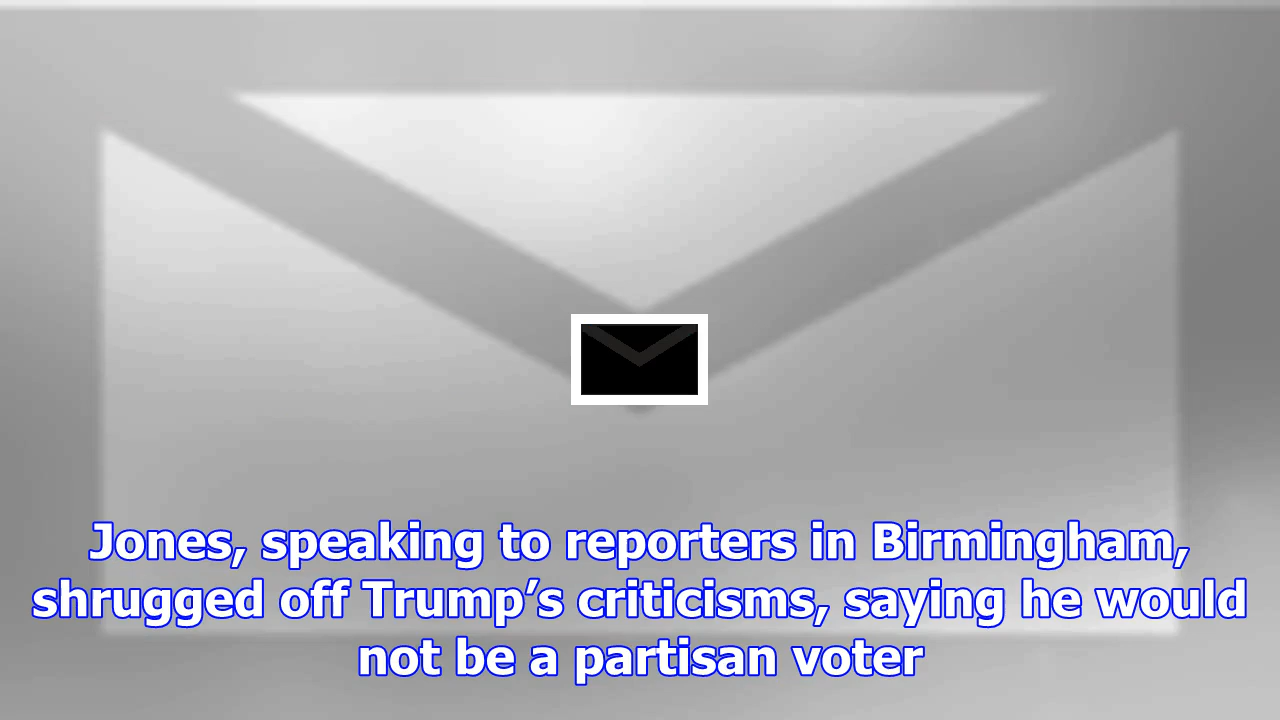 Jones, speaking to reporters in Birmingham,
shrugged off Trump’s criticisms, saying he would
not be a partisan voter